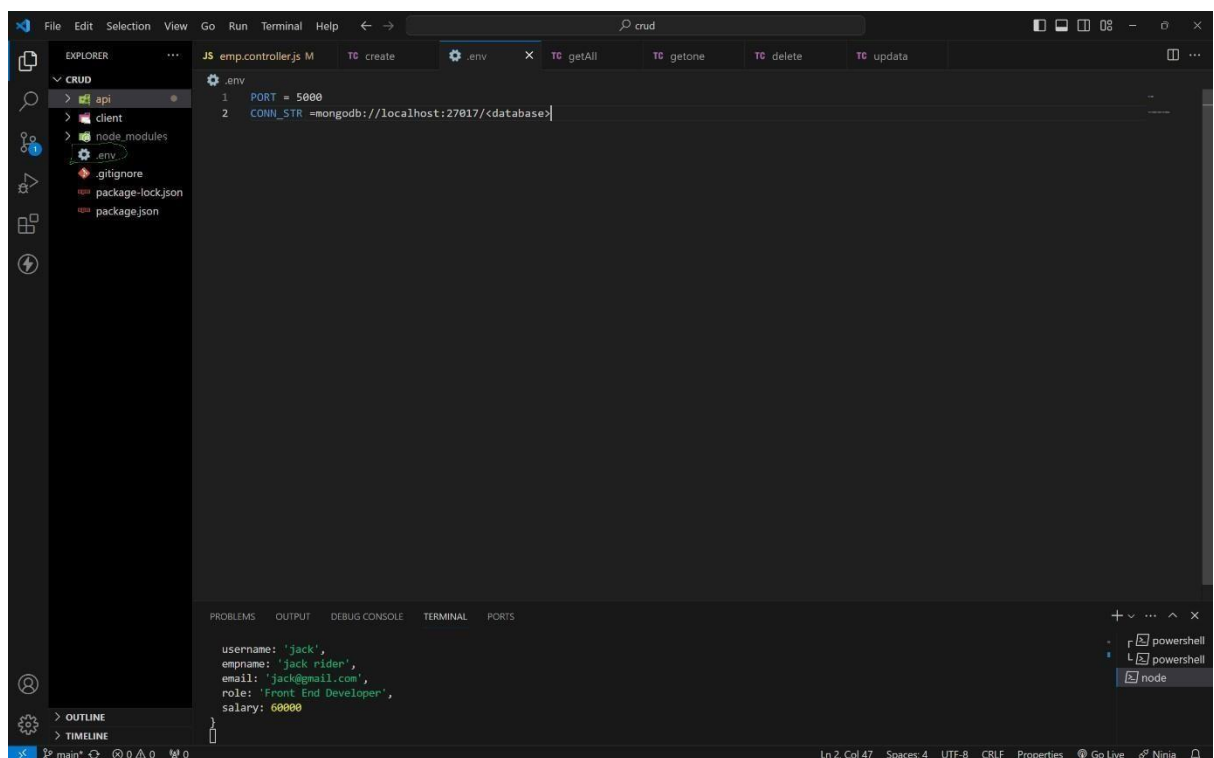 File Edit Selection View Go Run Terminal Help crud
EXPLORER
JS emp.controller.js M TC create .env TC getAll TC getone TC delete TC updata
CRUD
api
client
node_modules
.env
.gitignore
package-lock.json
package.json
.env
1 PORT = 5000
2 CONN_STR =mongodb://localhost:27017/<database>
PROBLEMS OUTPUT DEBUG CONSOLE TERMINAL PORTS
username: 'jack',
empname: 'jack rider',
email: 'jack@gmail.com',
role: 'Front End Developer',
salary: 60000
}
powershell
powershell
node
OUTLINE
TIMELINE
main* 0 0 0 Ln 2, Col 47 Spaces: 4 UTF-8 CRLF Properties Go Live Ninja